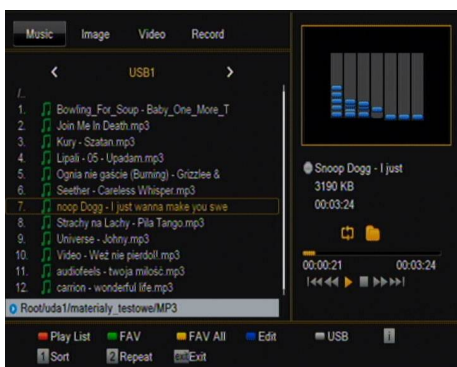 Music Image Video Record
USB1
/..
1. Bowling_For_Soup - Baby_One_More_T
2. Join Me In Death.mp3
3. Kury - Szatan.mp3
4. Lipali - 05 - Upadam.mp3
5. Ognia nie gaście (Burning) - Grizzlee &
6. Seether - Careless Whisper.mp3
7. noop Dogg - I just wanna make you swe
8. Strachy na Lachy - Pila Tango.mp3
9. Universe - Johny.mp3
10. Video - Weź nie pierdol!.mp3
11. audiofeels - twoja miłość.mp3
12. carrion - wonderful life.mp3
Root/uda1/materialy_testowe/MP3
Snoop Dogg - I just
3190 KB
00:03:24
00:00:21 00:03:24
Play List FAV FAV All Edit USB i
1 Sort 2 Repeat exit Exit